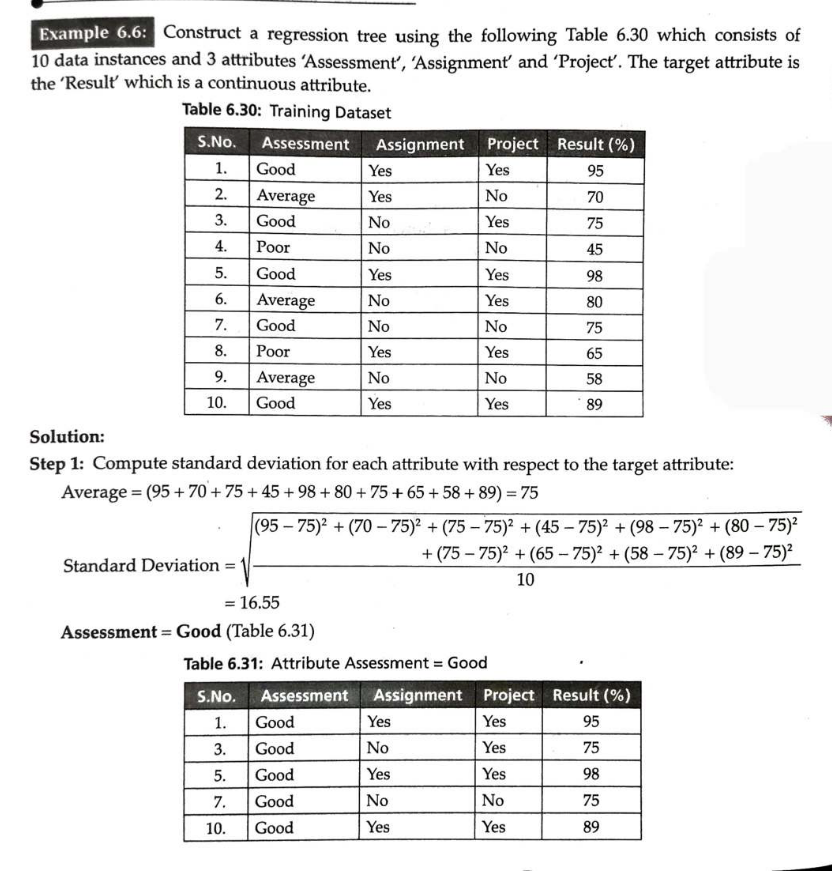 Example 6.6: Construct a regression tree using the following Table 6.30 which consists of
10 data instances and 3 attributes 'Assessment', 'Assignment' and 'Project'. The target attribute is
the 'Result' which is a continuous attribute.
Table 6.30: Training Dataset
S.No. Assessment Assignment Project Result (%)
1. Good Yes Yes 95
2. Average Yes No 70
3. Good No Yes 75
4. Poor No No 45
5. Good Yes Yes 98
6. Average No Yes 80
7. Good No No 75
8. Poor Yes Yes 65
9. Average No No 58
10. Good Yes Yes 89
Solution:
Step 1: Compute standard deviation for each attribute with respect to the target attribute:
Average = (95 + 70 + 75 + 45 + 98 + 80 + 75 + 65 + 58 + 89) = 75
(95 – 75)² + (70 – 75)² + (75 – 75)² + (45 – 75)² + (98 – 75)² + (80 – 75)²
+ (75 – 75)² + (65 – 75)² + (58 – 75)² + (89 – 75)²
Standard Deviation = √
10
= 16.55
Assessment = Good (Table 6.31)
Table 6.31: Attribute Assessment = Good
S.No. Assessment Assignment Project Result (%)
1. Good Yes Yes 95
3. Good No Yes 75
5. Good Yes Yes 98
7. Good No No 75
10. Good Yes Yes 89